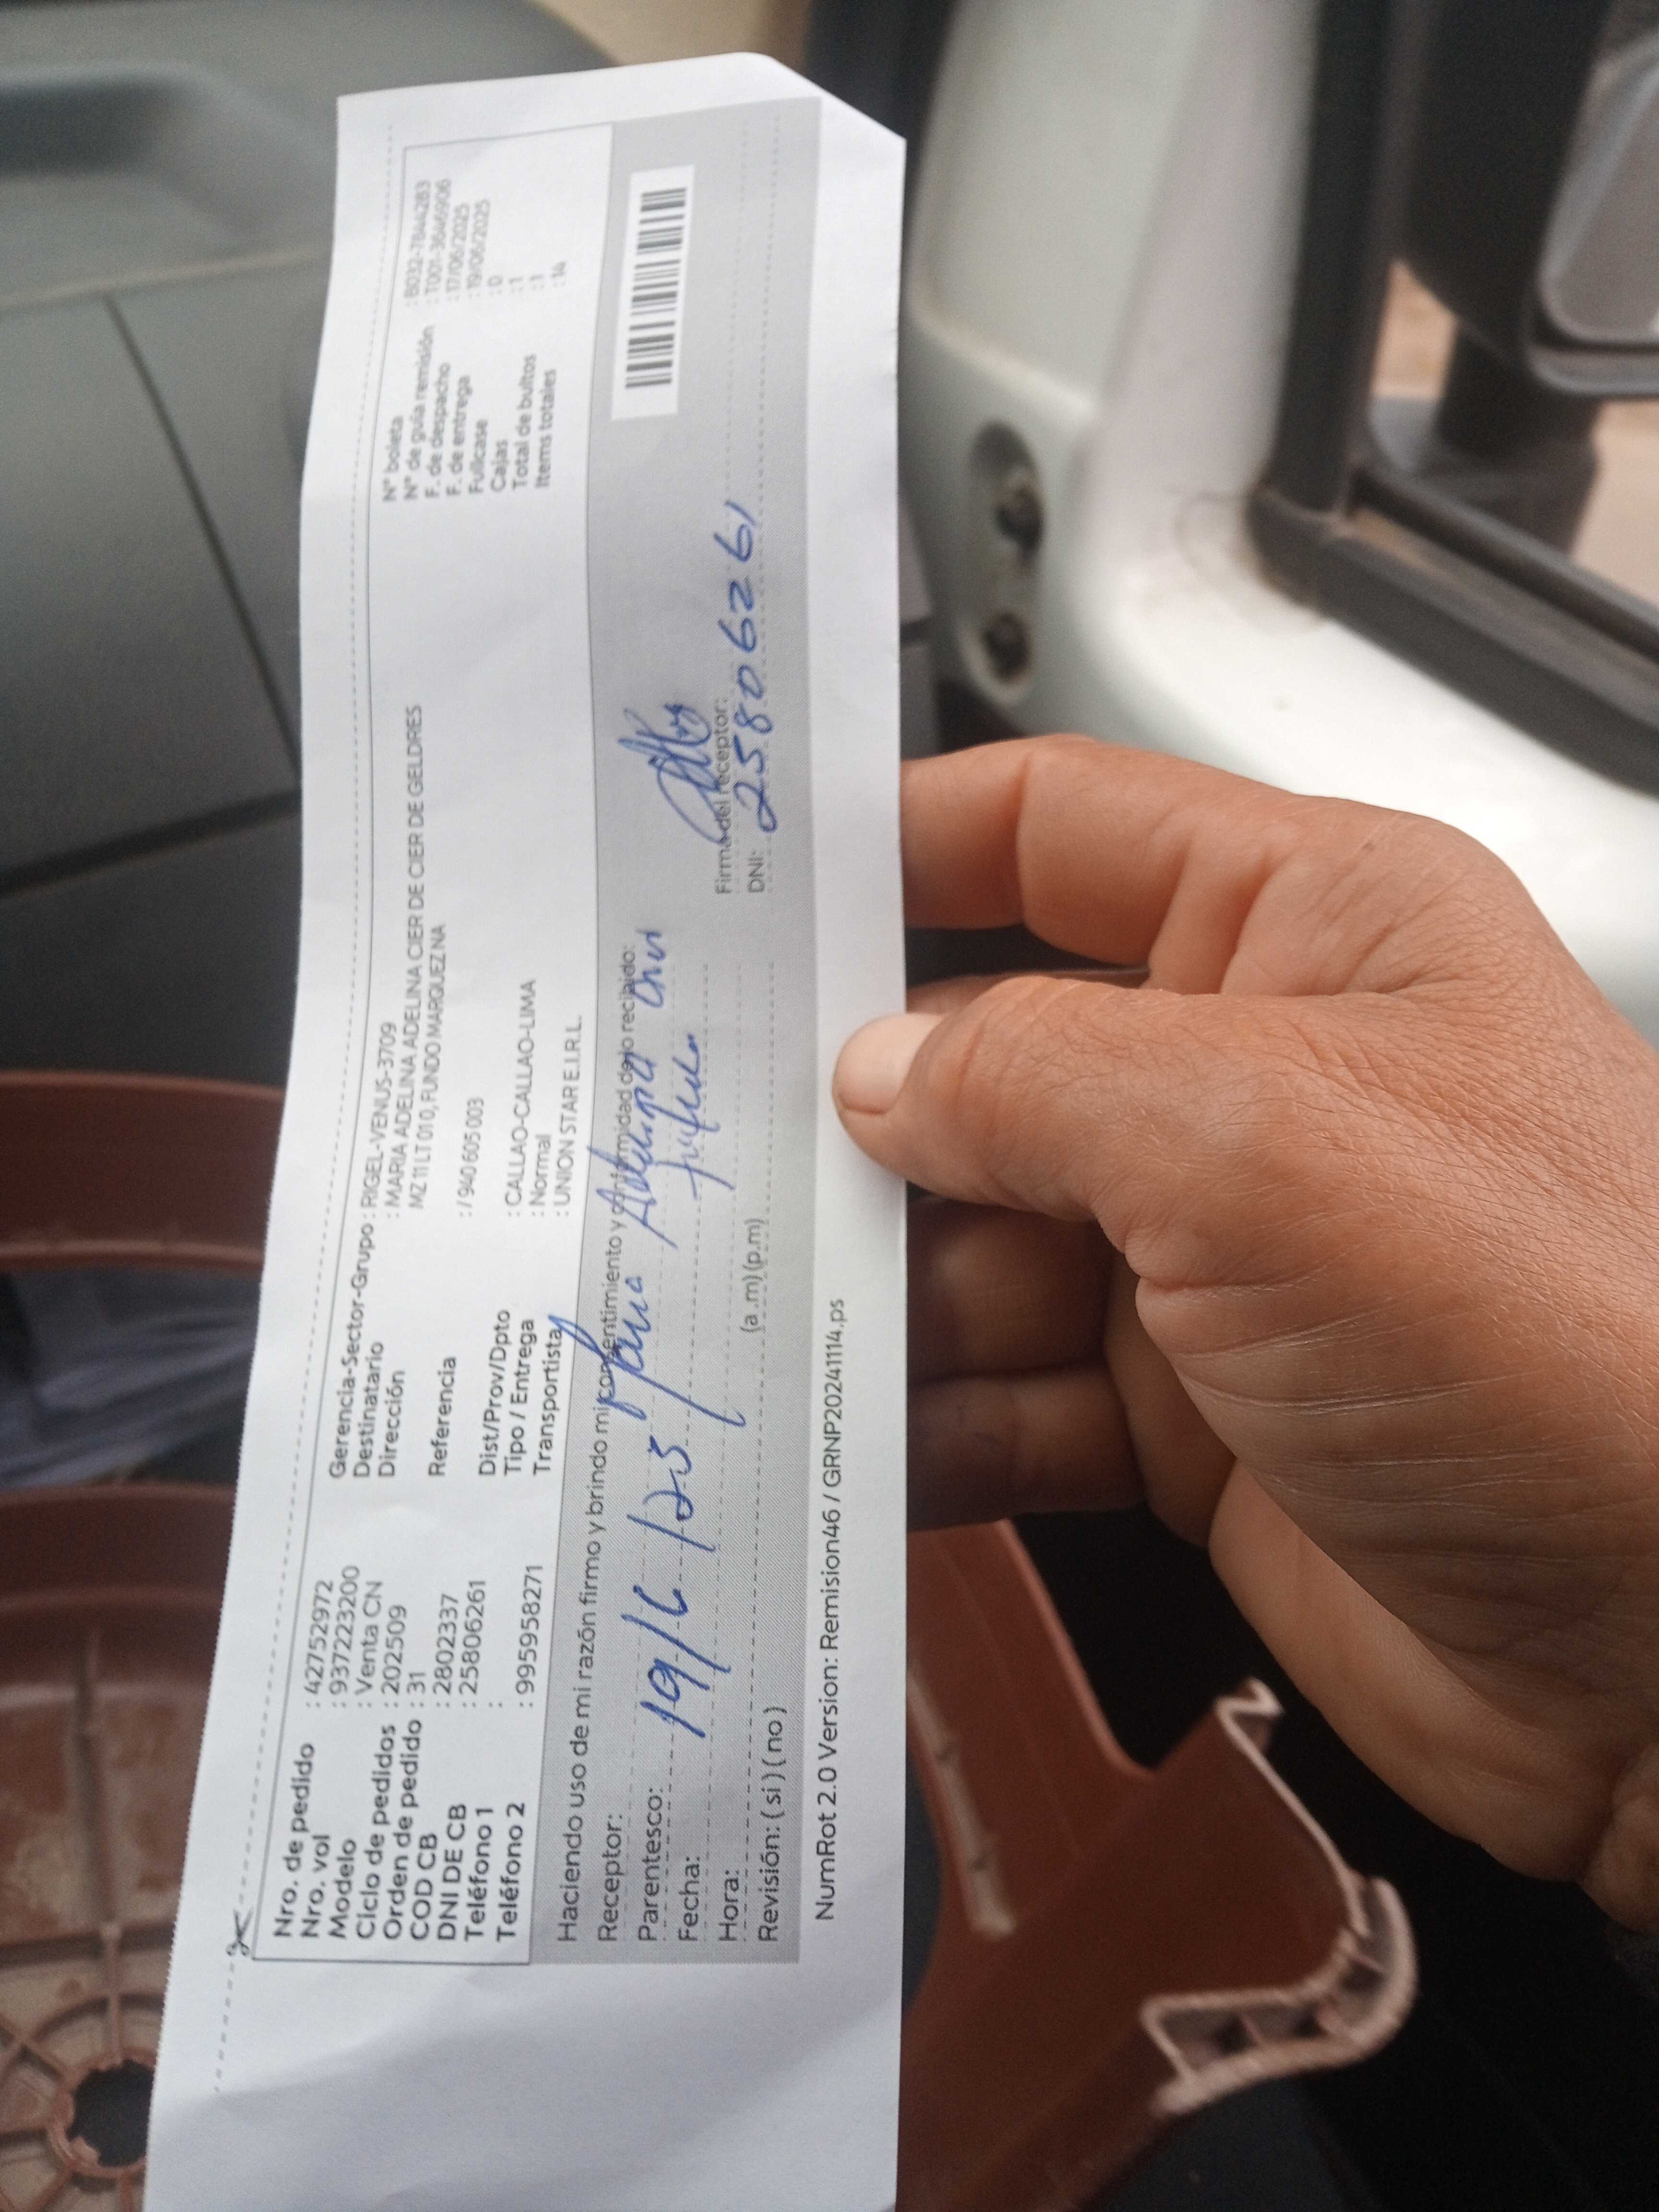 Nro. de pedido : 42752972
Nro. vol : 937223200
Modelo : Venta CN
Ciclo de pedidos : 202509
Orden de pedido : 31
COD CB : 2802337
DNI DE CB : 25806261
Teléfono 1 :
Teléfono 2 : 995958271
Gerencia-Sector-Grupo : RIGEL-VENUS-3709
Destinatario : MARIA ADELINA ADELINA CIER DE CIER DE GELDRES
Dirección MZ 11 LT 010, FUNDO MARQUEZ NA
Referencia : / 940 605 003
Dist/Prov/Dpto : CALLAO-CALLAO-LIMA
Tipo / Entrega : Normal
Transportista : UNION STAR E.I.R.L.
N° boleta : B032-7844283
N° de guía remisión : T001-3646906
F. de despacho : 17/06/2025
F. de entrega : 19/06/2025
Fullcase : 0
Cajas : 1
Total de bultos : 1
Items totales : 14
Haciendo uso de mi razón firmo y brindo mi consentimiento y conformidad de lo recibido:
Receptor: Adelina
Parentesco:
Fecha: 19/6/25
Hora: (a.m) (p.m)
Revisión: ( si ) ( no )
Firma del receptor:
DNI: 25806261
NumRot 2.0 Version: Remision46 / GRNP20241114.ps